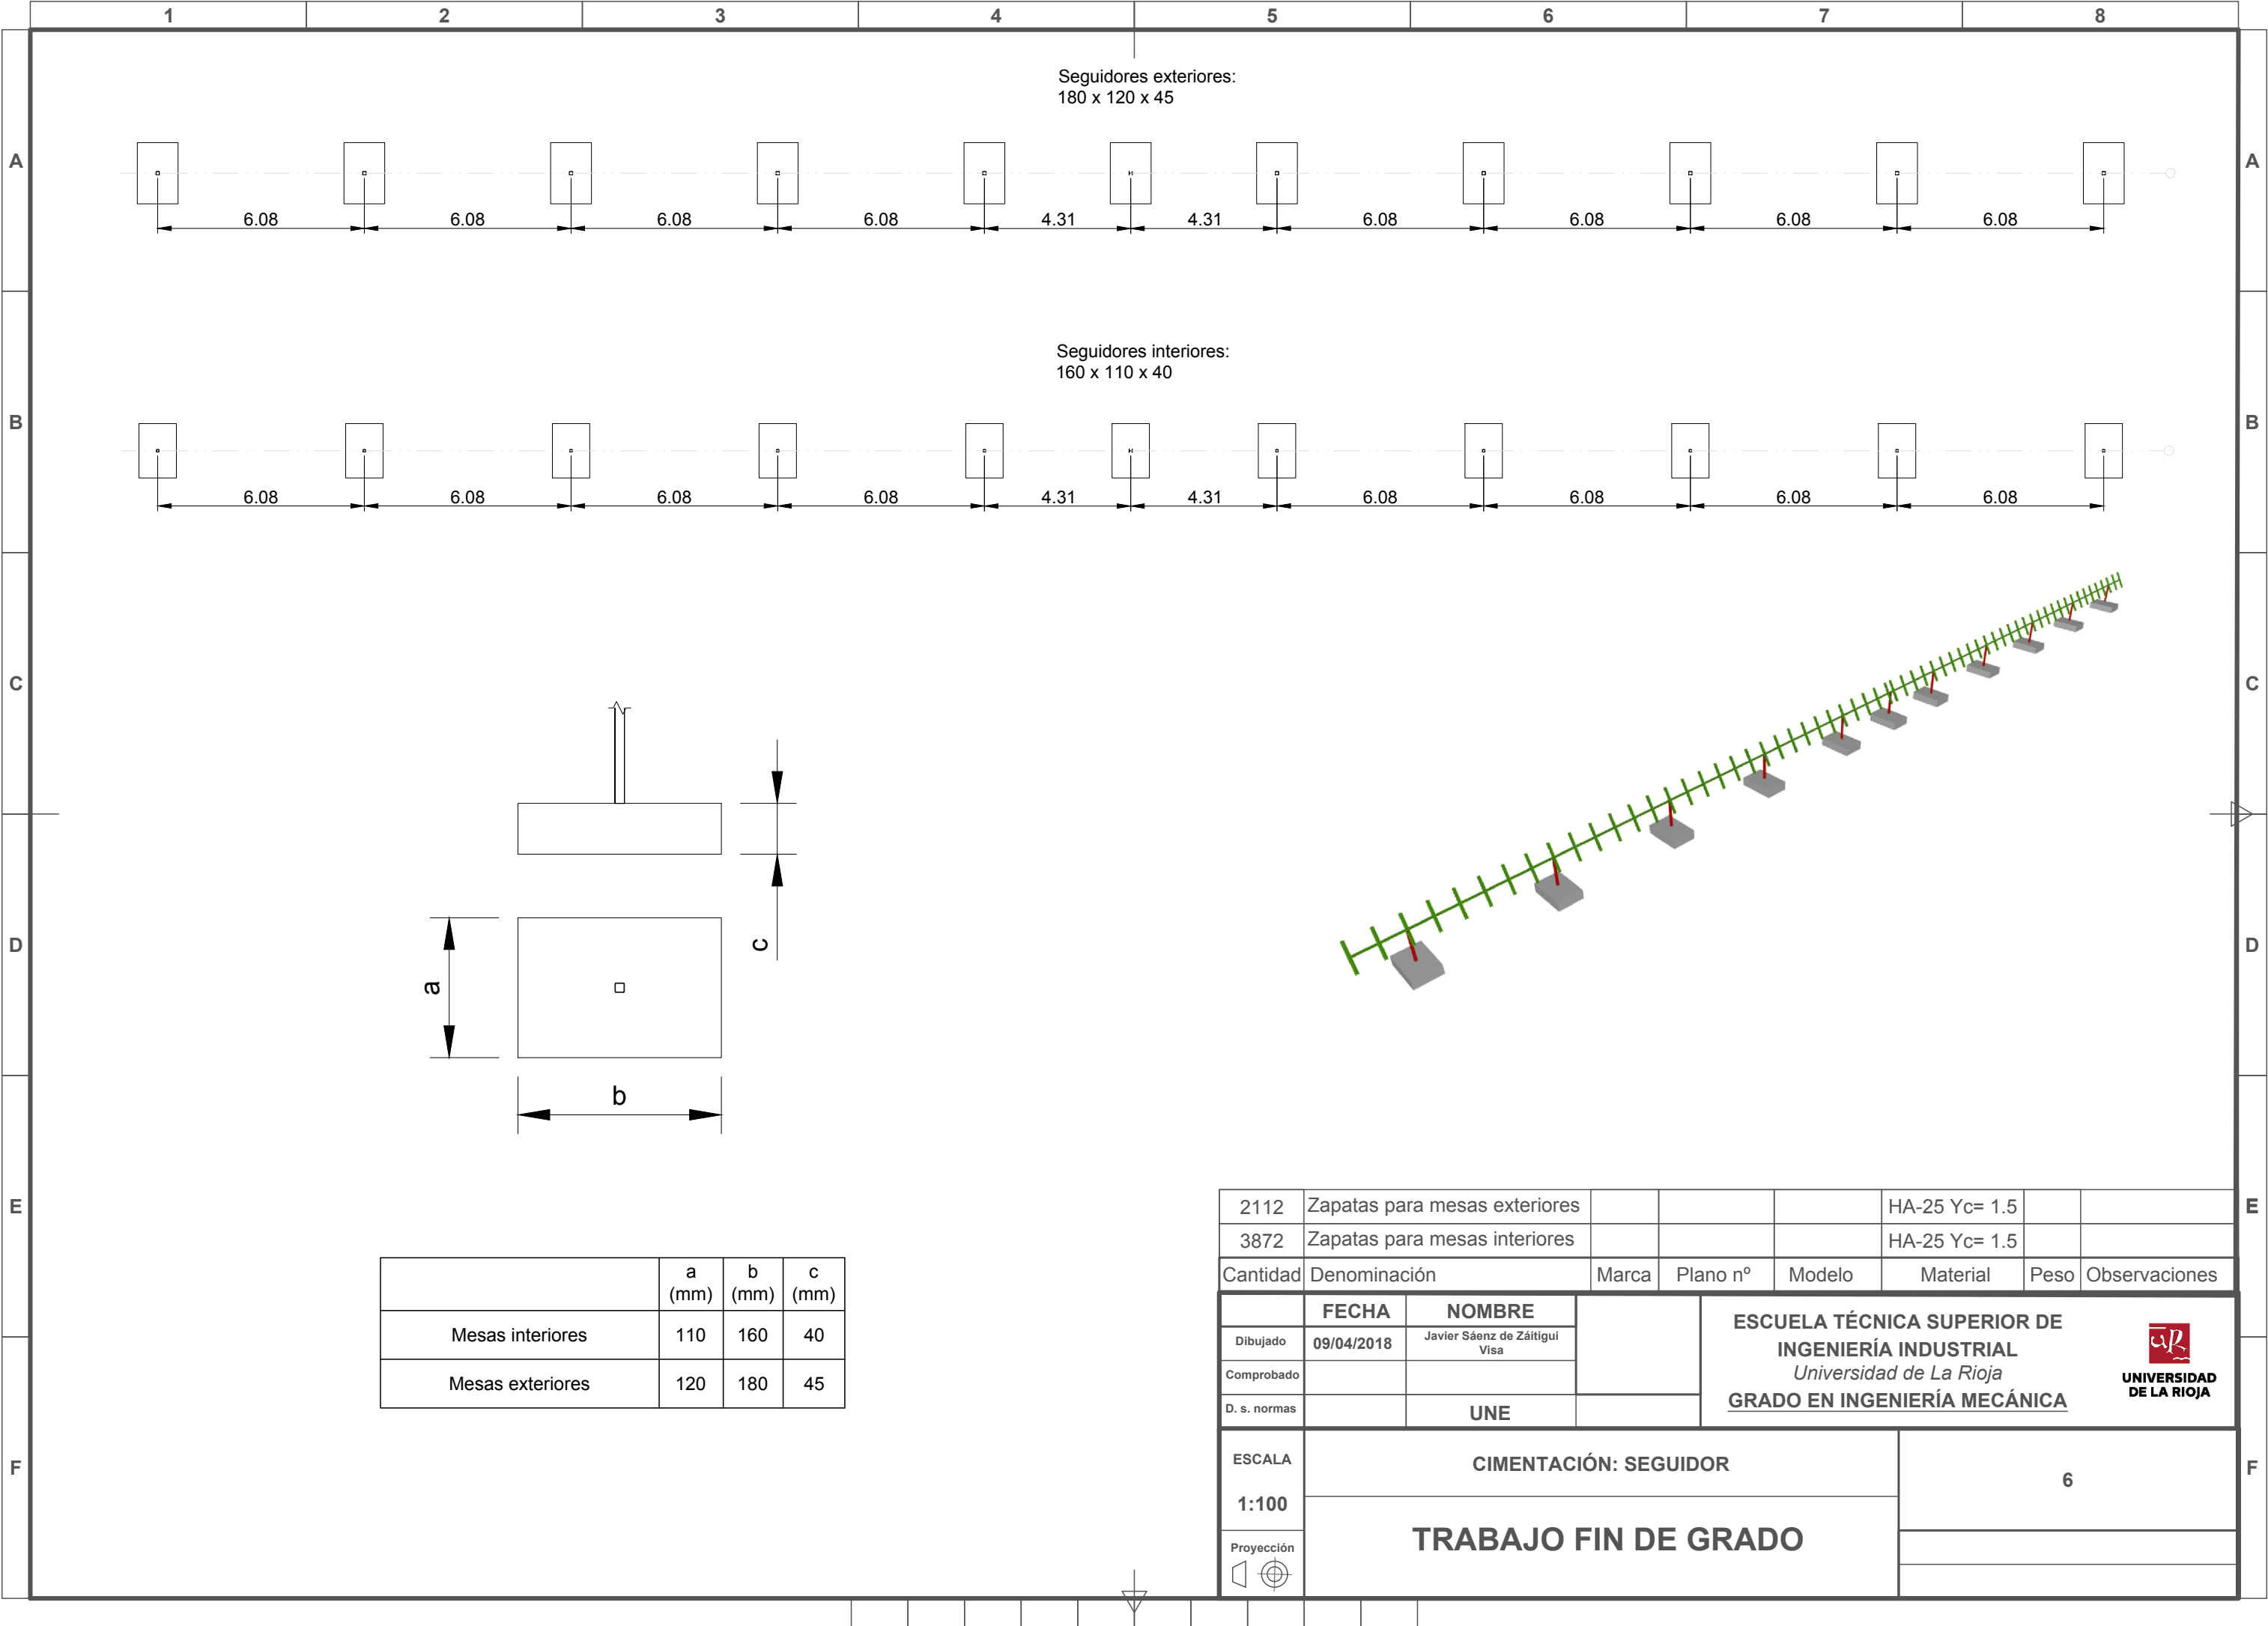 1 2 3 4 5 6 7 8
Seguidores exteriores:
180 x 120 x 45
A A
6.08 6.08 6.08 6.08 4.31 4.31 6.08 6.08 6.08 6.08
Seguidores interiores:
160 x 110 x 40
B B
6.08 6.08 6.08 6.08 4.31 4.31 6.08 6.08 6.08 6.08
C C
c
D D
a
b
E E
2112 Zapatas para mesas exteriores HA-25 Yc= 1.5
3872 Zapatas para mesas interiores HA-25 Yc= 1.5
Cantidad Denominación Marca Plano nº Modelo Material Peso Observaciones
a b c
(mm) (mm) (mm)
Mesas interiores 110 160 40
Mesas exteriores 120 180 45
FECHA NOMBRE
Dibujado 09/04/2018 Javier Sáenz de Záitigui
Visa
Comprobado
D. s. normas UNE
ESCUELA TÉCNICA SUPERIOR DE
INGENIERÍA INDUSTRIAL
Universidad de La Rioja
GRADO EN INGENIERÍA MECÁNICA
UR
UNIVERSIDAD
DE LA RIOJA
F F
ESCALA
1:100
CIMENTACIÓN: SEGUIDOR
6
TRABAJO FIN DE GRADO
Proyección